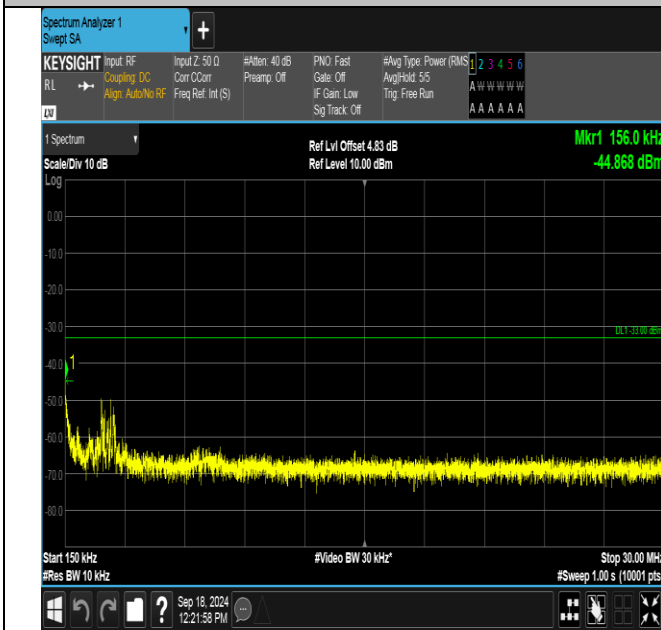 Spectrum Analyzer 1
Swept SA
+
KEYSIGHT Input: RF Input Z: 50 Ω #Atten: 40 dB PNO: Fast #Avg Type: Power (RMS 1 2 3 4 5 6
RL Coupling: DC Corr CCorr Preamp: Off Gate: Off Avg|Hold: 5/5 A W W W W W
Align: Auto/No RF Freq Ref: Int (S) IF Gain: Low Trig: Free Run
LXI Sig Track: Off A A A A A A
1 Spectrum Ref Lvl Offset 4.83 dB Mkr1 156.0 kHz
Scale/Div 10 dB Ref Level 10.00 dBm -44.868 dBm
Log
0.00
-10.0
-20.0
-30.0
DL1 -33.00 dBm
-40.0
1
-50.0
-60.0
-70.0
-80.0
Start 150 kHz #Video BW 30 kHz* Stop 30.00 MHz
#Res BW 10 kHz #Sweep 1.00 s (10001 pts
? Sep 18, 2024
12:21:58 PM